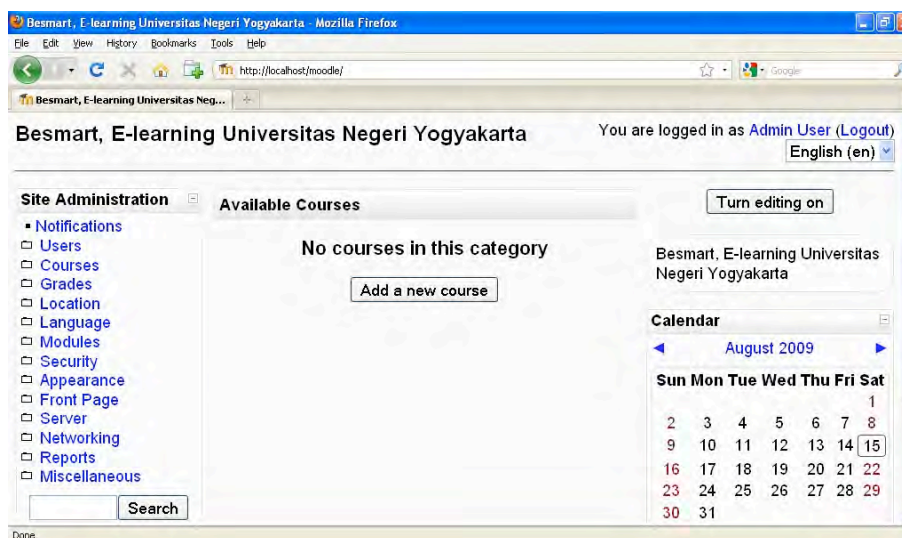 Besmart, E-learning Universitas Negeri Yogyakarta - Mozilla Firefox
File Edit View History Bookmarks Tools Help
http://localhost/moodle/
Google
Besmart, E-learning Universitas Neg...
Besmart, E-learning Universitas Negeri Yogyakarta
You are logged in as Admin User (Logout)
English (en)
Site Administration
Notifications
Users
Courses
Grades
Location
Language
Modules
Security
Appearance
Front Page
Server
Networking
Reports
Miscellaneous
Search
Available Courses
No courses in this category
Add a new course
Turn editing on
Besmart, E-learning Universitas
Negeri Yogyakarta
Calendar
August 2009
Sun Mon Tue Wed Thu Fri Sat
1
2 3 4 5 6 7 8
9 10 11 12 13 14 15
16 17 18 19 20 21 22
23 24 25 26 27 28 29
30 31
Done